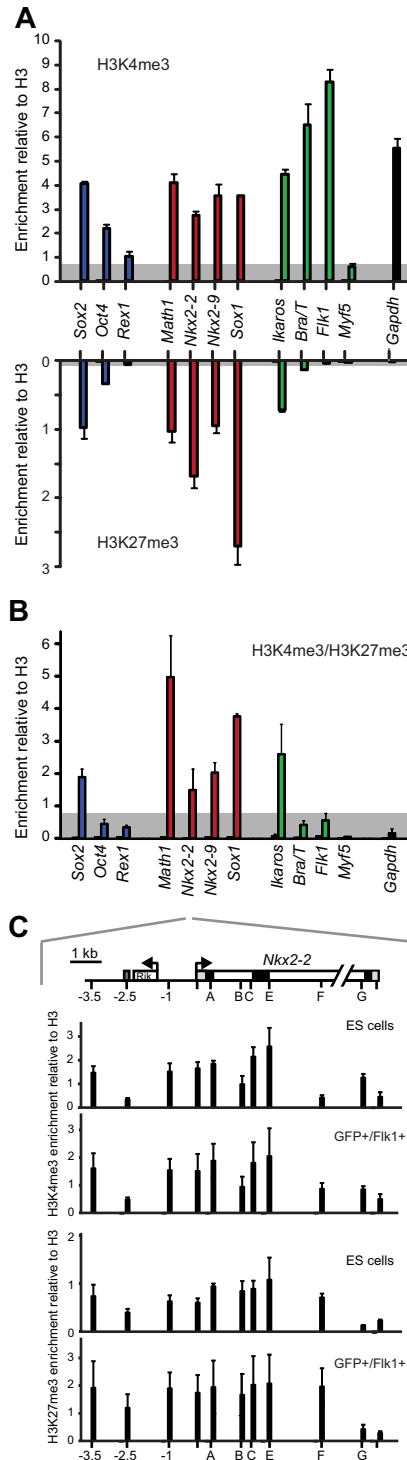 A
H3K4me3
Enrichment relative to H3
10
9
8
7
6
5
4
3
2
1
0
Sox2
Oct4
Rex1
Math1
Nkx2-2
Nkx2-9
Sox1
Ikaros
Bra/T
Flk1
Myf5
Gapdh
Enrichment relative to H3
0
1
2
3
H3K27me3
B
H3K4me3/H3K27me3
Enrichment relative to H3
6
5
4
3
2
1
0
Sox2
Oct4
Rex1
Math1
Nkx2-2
Nkx2-9
Sox1
Ikaros
Bra/T
Flk1
Myf5
Gapdh
C
1 kb
Nkx2-2
Rik
-3.5 -2.5 -1 A B C E F G I
ES cells
3
2
1
0
GFP+/Flk1+
3
2
1
0
H3K4me3 enrichment relative to H3
ES cells
2
1
0
GFP+/Flk1+
3
2
1
0
H3K27me3 enrichment relative to H3
-3.5 -2.5 -1 A B C E F G I